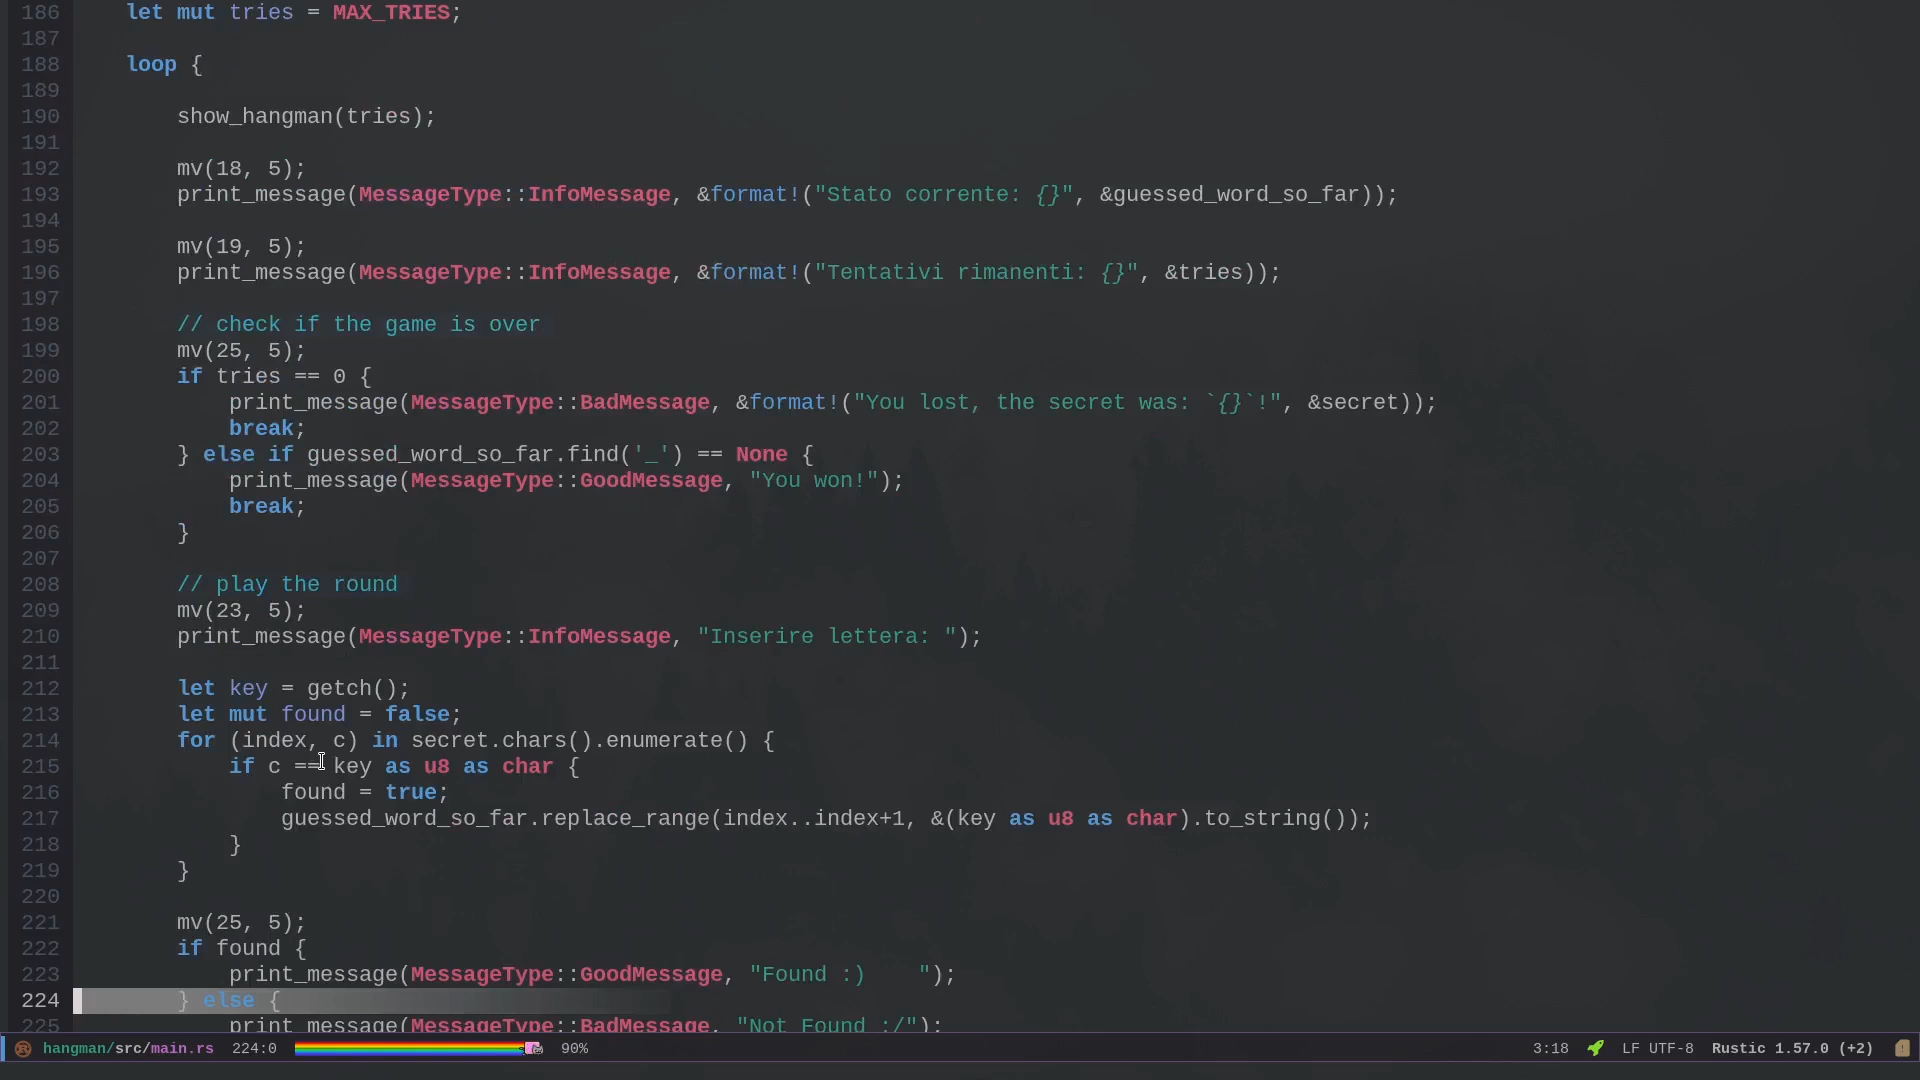 186 let mut tries = MAX_TRIES;
187
188 loop {
189
190 show_hangman(tries);
191
192 mv(18, 5);
193 print_message(MessageType::InfoMessage, &format!("Stato corrente: {}", &guessed_word_so_far));
194
195 mv(19, 5);
196 print_message(MessageType::InfoMessage, &format!("Tentativi rimanenti: {}", &tries));
197
198 // check if the game is over
199 mv(25, 5);
200 if tries == 0 {
201 print_message(MessageType::BadMessage, &format!("You lost, the secret was: `{}`!", &secret));
202 break;
203 } else if guessed_word_so_far.find('_') == None {
204 print_message(MessageType::GoodMessage, "You won!");
205 break;
206 }
207
208 // play the round
209 mv(23, 5);
210 print_message(MessageType::InfoMessage, "Inserire lettera: ");
211
212 let key = getch();
213 let mut found = false;
214 for (index, c) in secret.chars().enumerate() {
215 if c == key as u8 as char {
216 found = true;
217 guessed_word_so_far.replace_range(index..index+1, &(key as u8 as char).to_string());
218 }
219 }
220
221 mv(25, 5);
222 if found {
223 print_message(MessageType::GoodMessage, "Found :)    ");
224 } else {
225 print_message(MessageType::BadMessage, "Not Found :/");
hangman/src/main.rs 224:0 90% 3:18 LF UTF-8 Rustic 1.57.0 (+2)